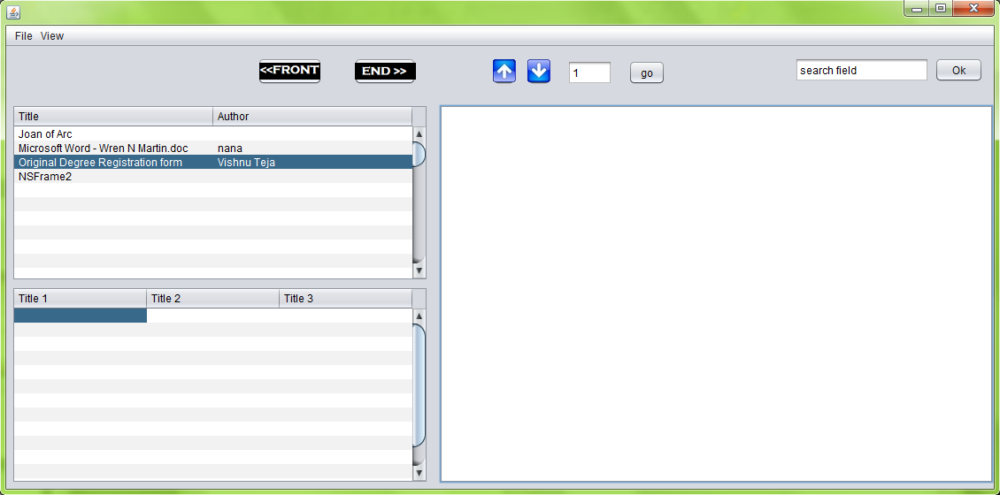 File View
<<FRONT END >> 1 go search field Ok
Title Author
Joan of Arc
Microsoft Word - Wren N Martin.doc nana
Original Degree Registration form Vishnu Teja
NSFrame2
Title 1 Title 2 Title 3